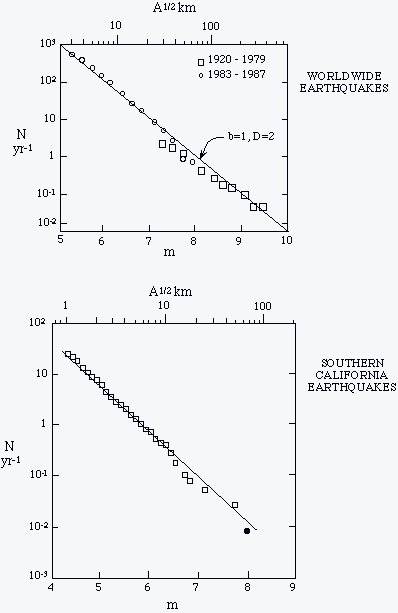 A1/2 km
10 100
10³
10²
10
1
10-1
10-2
N
yr-1
1920 - 1979
1983 - 1987
b=1, D=2
5 6 7 8 9 10
m
WORLDWIDE
EARTHQUAKES
A1/2 km
1 10 100
10²
10
1
10-1
10-2
10-3
N
yr-1
4 5 6 7 8 9
m
SOUTHERN
CALIFORNIA
EARTHQUAKES